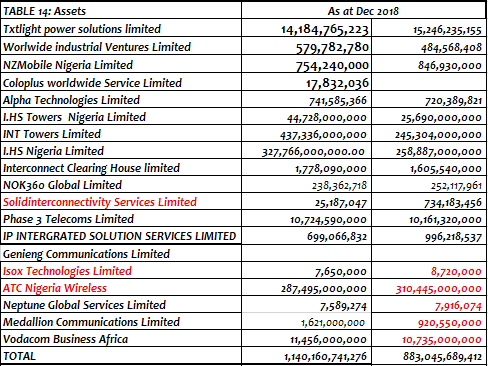 TABLE 14: Assets As at Dec 2018
Txtlight power solutions limited 14,184,765,223 15,246,235,155
Worlwide industrial Ventures Limited 579,782,780 484,568,408
NZMobile Nigeria Limited 754,240,000 846,930,000
Coloplus worldwide Service Limited 17,832,036
Alpha Technologies Limited 741,585,366 720,389,821
I.HS Towers Nigeria Limited 44,728,000,000 25,690,000,000
INT Towers Limited 437,336,000,000 245,304,000,000
I.HS Nigeria Limited 327,766,000,000.00 258,887,000,000
Interconnect Clearing House limited 1,778,090,000 1,605,540,000
NOK360 Global Limited 238,362,718 252,117,961
Solidinterconnectivity Services Limited 25,187,047 734,183,456
Phase 3 Telecoms Limited 10,724,590,000 10,161,320,000
IP INTERGRATED SOLUTION SERVICES LIMITED 699,066,832 996,218,537
Genieng Communications Limited
Isox Technologies Limited 7,650,000 8,720,000
ATC Nigeria Wireless 287,495,000,000 310,445,000,000
Neptune Global Services Limited 7,589,274 7,916,074
Medallion Communications Limited 1,621,000,000 920,550,000
Vodacom Business Africa 11,456,000,000 10,735,000,000
TOTAL 1,140,160,741,276 883,045,689,412